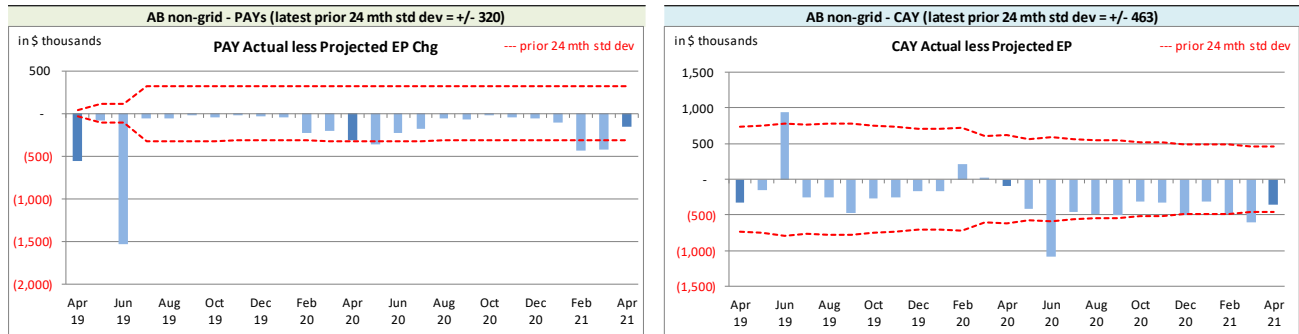 AB non-grid - PAYs (latest prior 24 mth std dev = +/- 320)
in $ thousands
PAY Actual less Projected EP Chg
--- prior 24 mth std dev
500
-
(500)
(1,000)
(1,500)
(2,000)
Apr Jun Aug Oct Dec Feb Apr Jun Aug Oct Dec Feb Apr
19 19 19 19 19 20 20 20 20 20 20 21 21
AB non-grid - CAY (latest prior 24 mth std dev = +/- 463)
in $ thousands
CAY Actual less Projected EP
--- prior 24 mth std dev
1,500
1,000
500
-
(500)
(1,000)
(1,500)
Apr Jun Aug Oct Dec Feb Apr Jun Aug Oct Dec Feb Apr
19 19 19 19 19 20 20 20 20 20 20 21 21